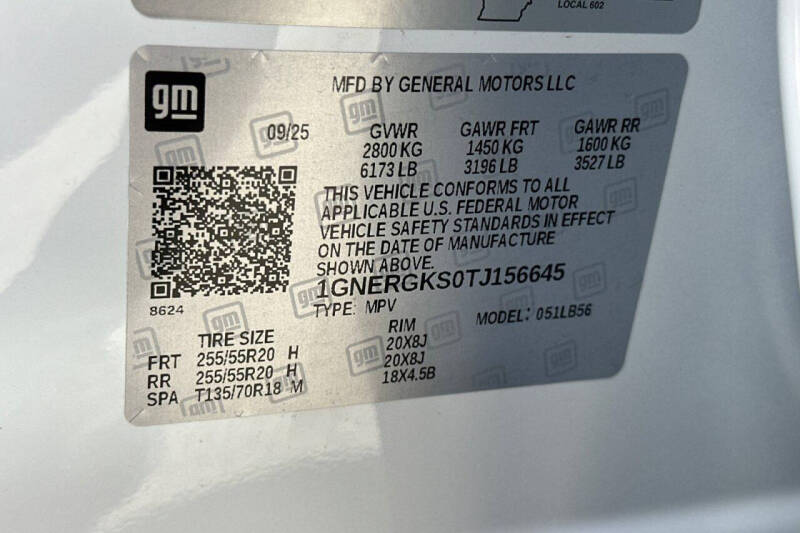 LOCAL 602
gm
MFD BY GENERAL MOTORS LLC
09/25 GVWR GAWR FRT GAWR RR
2800 KG 1450 KG 1600 KG
6173 LB 3196 LB 3527 LB
THIS VEHICLE CONFORMS TO ALL
APPLICABLE U.S. FEDERAL MOTOR
VEHICLE SAFETY STANDARDS IN EFFECT
ON THE DATE OF MANUFACTURE
SHOWN ABOVE.
1GNERGKS0TJ156645
8624
TYPE: MPV MODEL: 051LB56
TIRE SIZE RIM
FRT 255/55R20 H 20X8J
RR 255/55R20 H 20X8J
SPA T135/70R18 M 18X4.5B